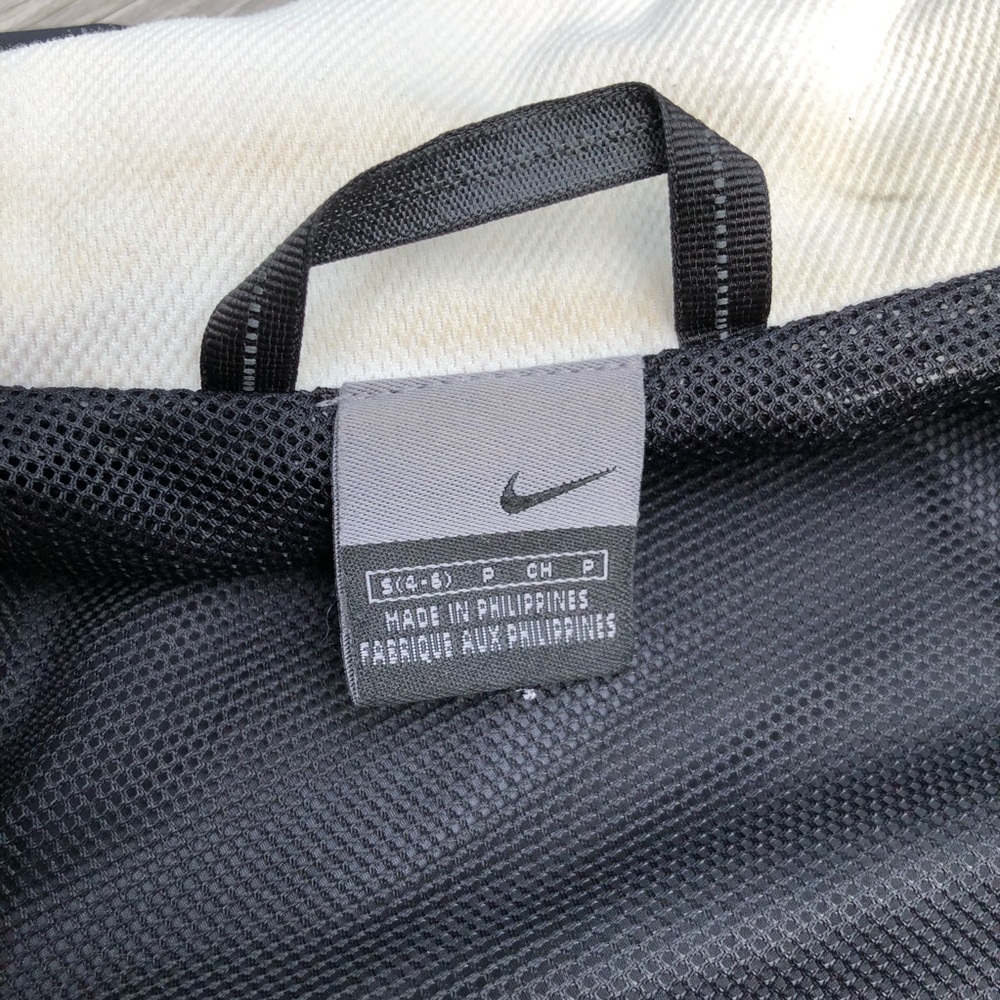 S(4-6) P CH P
MADE IN PHILIPPINES
FABRIQUE AUX PHILIPPINES